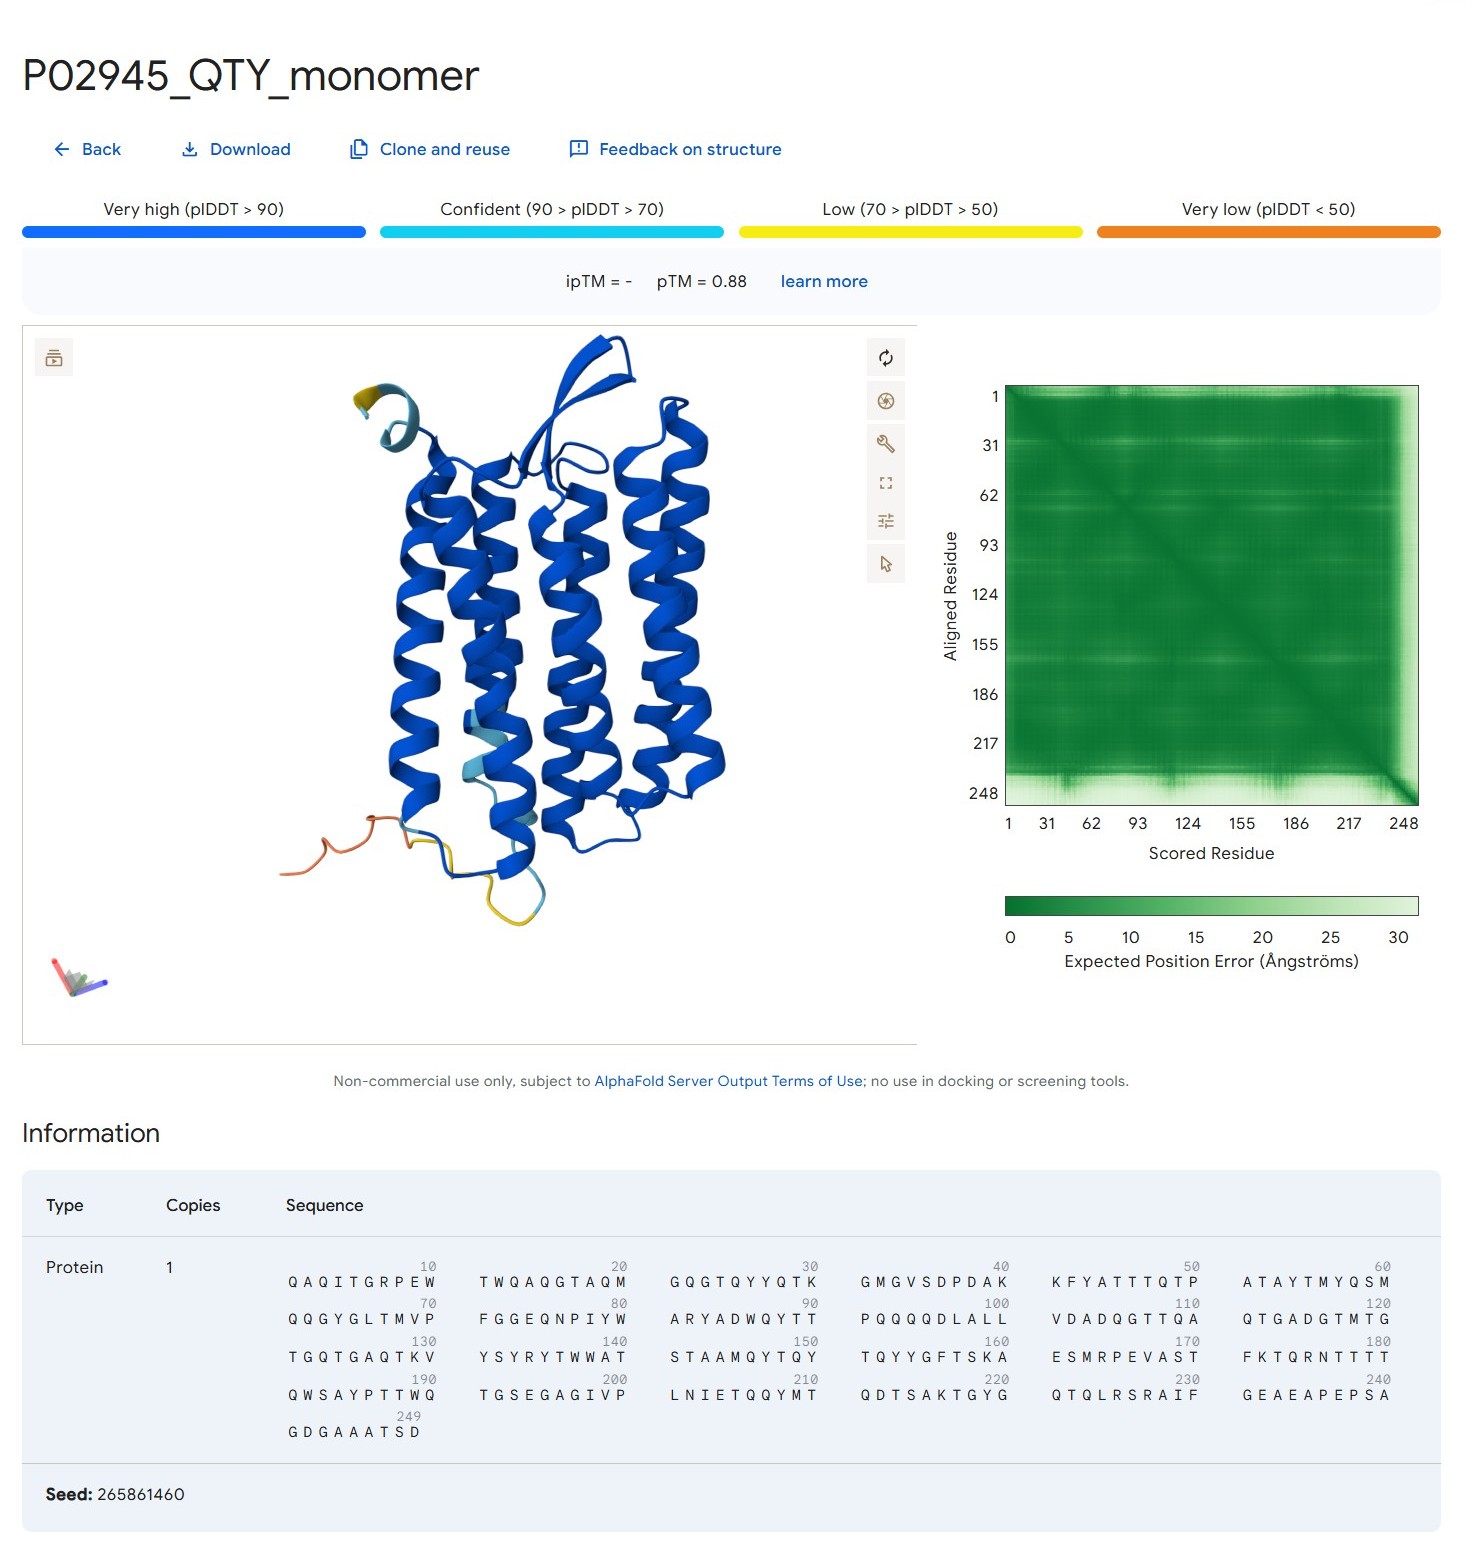 P02945_QTY_monomer
Back Download Clone and reuse Feedback on structure
Very high (plDDT > 90) Confident (90 > plDDT > 70) Low (70 > plDDT > 50) Very low (plDDT < 50)
ipTM = - pTM = 0.88 learn more
Aligned Residue
1
31
62
93
124
155
186
217
248
1 31 62 93 124 155 186 217 248
Scored Residue
0 5 10 15 20 25 30
Expected Position Error (Ångströms)
Non-commercial use only, subject to AlphaFold Server Output Terms of Use; no use in docking or screening tools.
Information
Type Copies Sequence
10 20 30 40 50 60
Protein 1 QAQITGRPEW TWQAQGTAQM GQGTQYYQTK GMGVSDPDAK KFYATTTQTP ATAYTMYQSM
70 80 90 100 110 120
QQGYGLTMVP FGGEQNPIYW ARYADWQYTT PQQQQDLALL VDADQGTTQA QTGADGTMTG
130 140 150 160 170 180
TGQTGAQTKV YSYRYTWWAT STAAMQYTQY TQYYGFTSKA ESMRPEVAST FKTQRNTTTT
190 200 210 220 230 240
QWSAYPTTWQ TGSEGAGIVP LNIETQQYMT QDTSAKTGYG QTQLRSRAIF GEAEAPEPSA
249
GDGAAATSD
Seed: 265861460